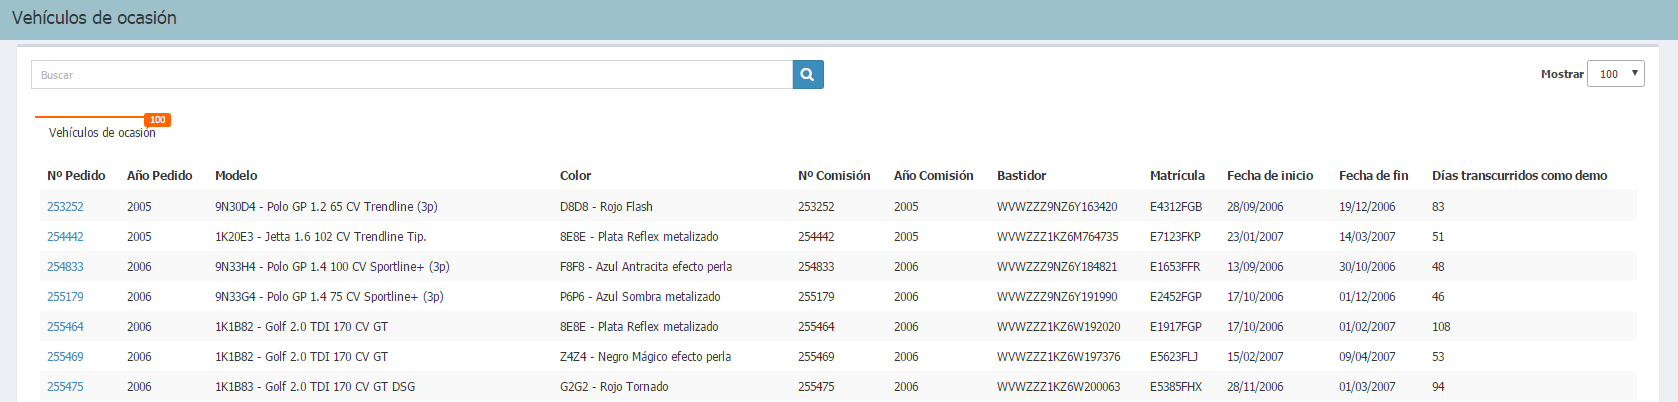 Vehículos de ocasión
Buscar
Mostrar 100
100
Vehículos de ocasión
Nº Pedido Año Pedido Modelo Color Nº Comisión Año Comisión Bastidor Matrícula Fecha de inicio Fecha de fin Días transcurridos como demo
253252 2005 9N30D4 - Polo GP 1.2 65 CV Trendline (3p) D8D8 - Rojo Flash 253252 2005 WVWZZZ9NZ6Y163420 E4312FGB 28/09/2006 19/12/2006 83
254442 2005 1K20E3 - Jetta 1.6 102 CV Trendline Tip. 8E8E - Plata Reflex metalizado 254442 2005 WVWZZZ1KZ6M764735 E7123FKP 23/01/2007 14/03/2007 51
254833 2006 9N33H4 - Polo GP 1.4 100 CV Sportline+ (3p) F8F8 - Azul Antracita efecto perla 254833 2006 WVWZZZ9NZ6Y184821 E1653FFR 13/09/2006 30/10/2006 48
255179 2006 9N33G4 - Polo GP 1.4 75 CV Sportline+ (3p) P6P6 - Azul Sombra metalizado 255179 2006 WVWZZZ9NZ6Y191990 E2452FGP 17/10/2006 01/12/2006 46
255464 2006 1K1B82 - Golf 2.0 TDI 170 CV GT 8E8E - Plata Reflex metalizado 255464 2006 WVWZZZ1KZ6W192020 E1917FGP 17/10/2006 01/02/2007 108
255469 2006 1K1B82 - Golf 2.0 TDI 170 CV GT Z4Z4 - Negro Mágico efecto perla 255469 2006 WVWZZZ1KZ6W197376 E5623FLJ 15/02/2007 09/04/2007 53
255475 2006 1K1B83 - Golf 2.0 TDI 170 CV GT DSG G2G2 - Rojo Tornado 255475 2006 WVWZZZ1KZ6W200063 E5385FHX 28/11/2006 01/03/2007 94